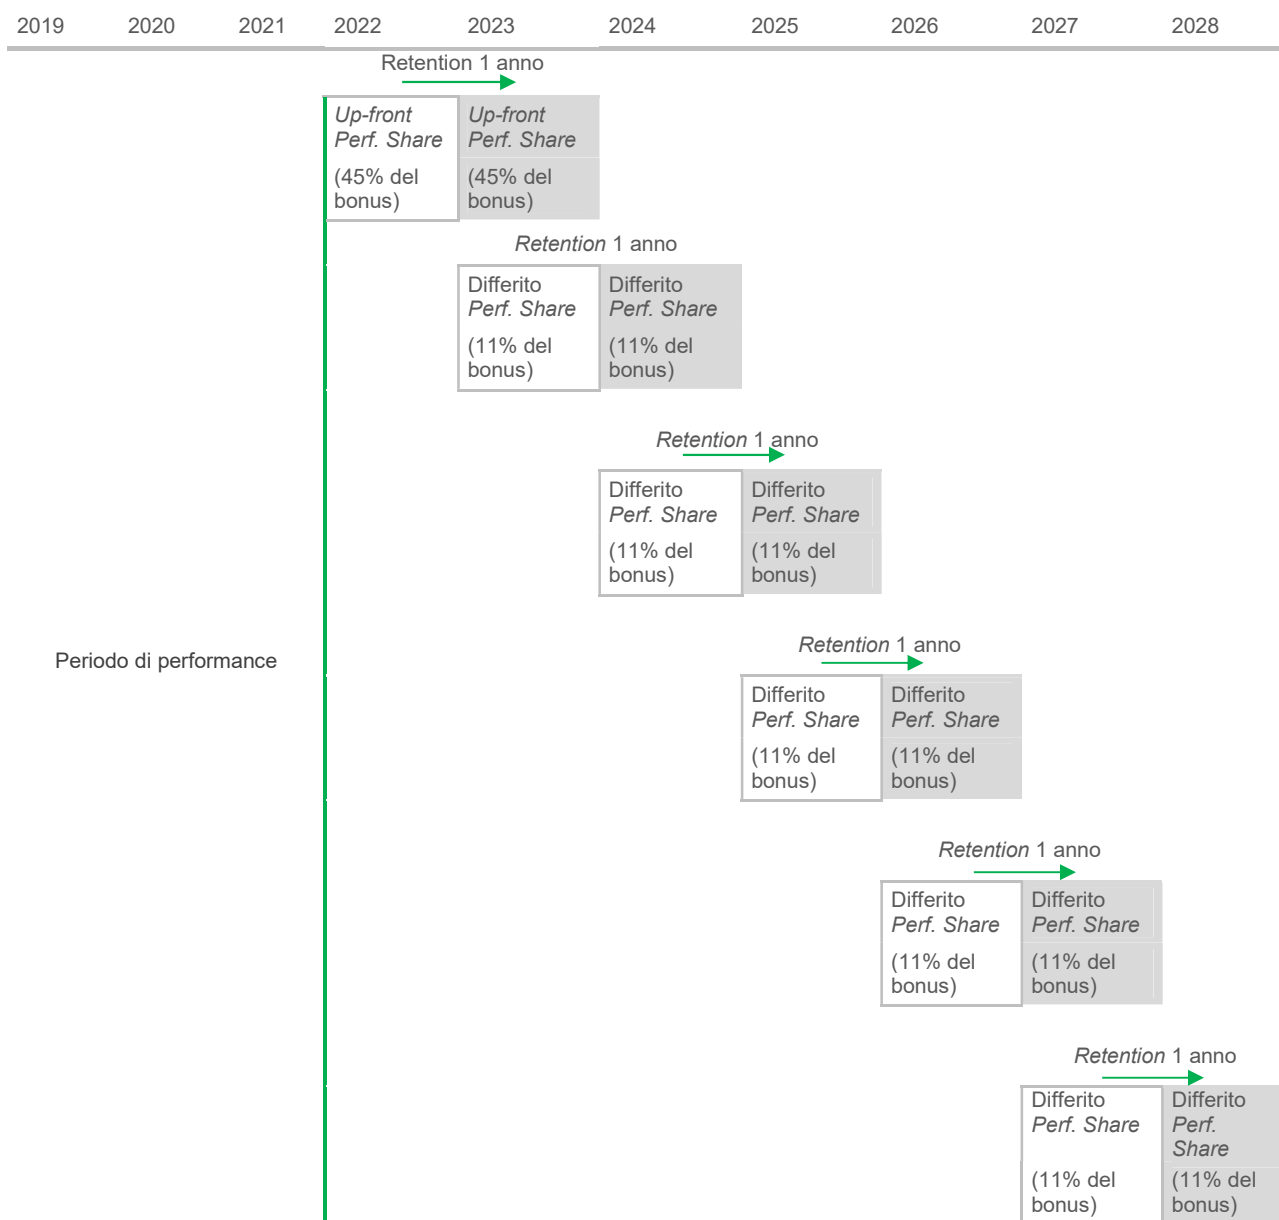 2019 2020 2021 2022 2023 2024 2025 2026 2027 2028
Retention 1 anno
Up-front
Perf. Share
(45% del
bonus)
Up-front
Perf. Share
(45% del
bonus)
Retention 1 anno
Differito
Perf. Share
(11% del
bonus)
Differito
Perf. Share
(11% del
bonus)
Retention 1 anno
Differito
Perf. Share
(11% del
bonus)
Differito
Perf. Share
(11% del
bonus)
Periodo di performance
Retention 1 anno
Differito
Perf. Share
(11% del
bonus)
Differito
Perf. Share
(11% del
bonus)
Retention 1 anno
Differito
Perf. Share
(11% del
bonus)
Differito
Perf. Share
(11% del
bonus)
Retention 1 anno
Differito
Perf. Share
(11% del
bonus)
Differito
Perf.
Share
(11% del
bonus)